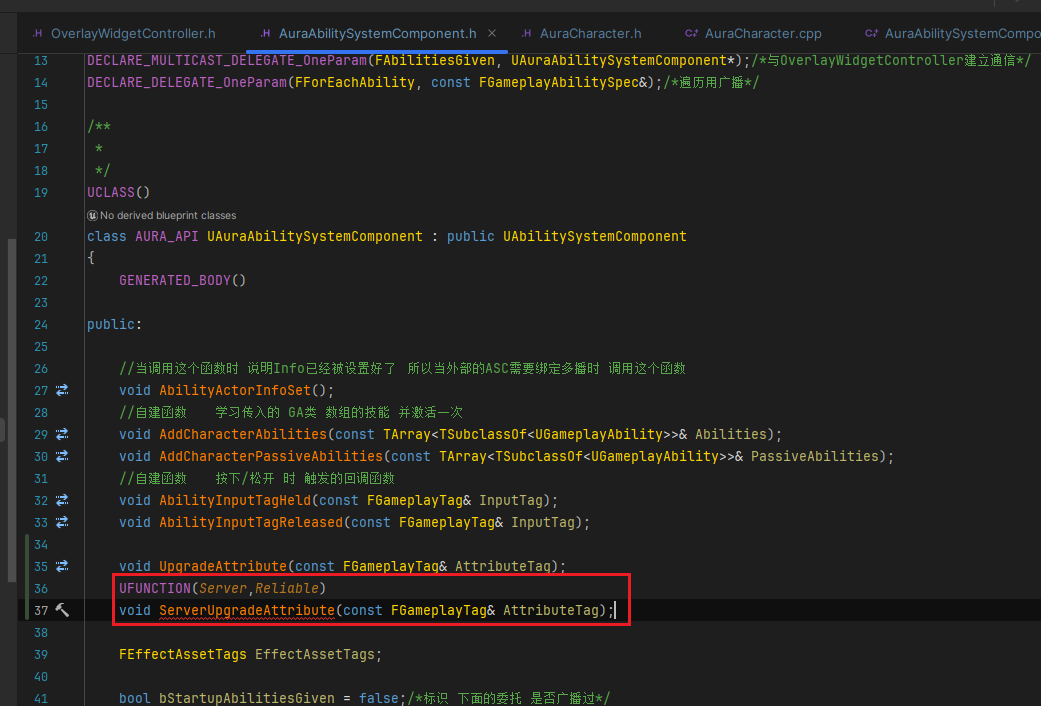 OverlayWidgetController.h AuraAbilitySystemComponent.h AuraCharacter.h AuraCharacter.cpp AuraAbilitySystemCompo
13 DECLARE_MULTICAST_DELEGATE_OneParam(FAbilitiesGiven, UAuraAbilitySystemComponent*);/*与OverlayWidgetController建立通信*/
14 DECLARE_DELEGATE_OneParam(FForEachAbility, const FGameplayAbilitySpec&);/*遍历用广播*/
15
16 /**
17 *
18 */
19 UCLASS()
No derived blueprint classes
20 class AURA_API UAuraAbilitySystemComponent : public UAbilitySystemComponent
21 {
22 GENERATED_BODY()
23
24 public:
25
26 //当调用这个函数时 说明Info已经被设置好了 所以当外部的ASC需要绑定多播时 调用这个函数
27 void AbilityActorInfoSet();
28 //自建函数 学习传入的 GA类 数组的技能 并激活一次
29 void AddCharacterAbilities(const TArray<TSubclassOf<UGameplayAbility>>& Abilities);
30 void AddCharacterPassiveAbilities(const TArray<TSubclassOf<UGameplayAbility>>& PassiveAbilities);
31 //自建函数 按下/松开 时 触发的回调函数
32 void AbilityInputTagHeld(const FGameplayTag& InputTag);
33 void AbilityInputTagReleased(const FGameplayTag& InputTag);
34
35 void UpgradeAttribute(const FGameplayTag& AttributeTag);
36 UFUNCTION(Server,Reliable)
37 void ServerUpgradeAttribute(const FGameplayTag& AttributeTag);
38
39 FEffectAssetTags EffectAssetTags;
40
41 bool bStartupAbilitiesGiven = false;/*标识 下面的委托 是否广播过*/